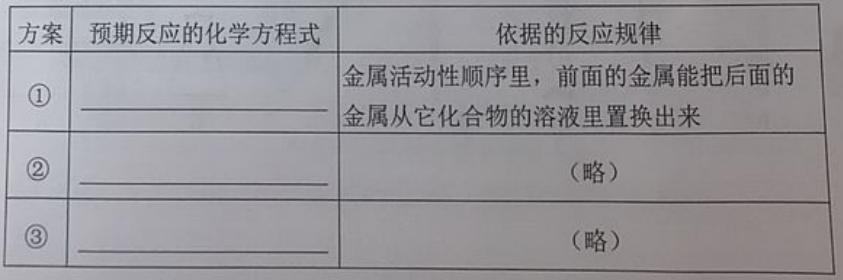 方案 预期反应的化学方程式 依据的反应规律
① 金属活动性顺序里，前面的金属能把后面的
金属从它化合物的溶液里置换出来
② （略）
③ （略）